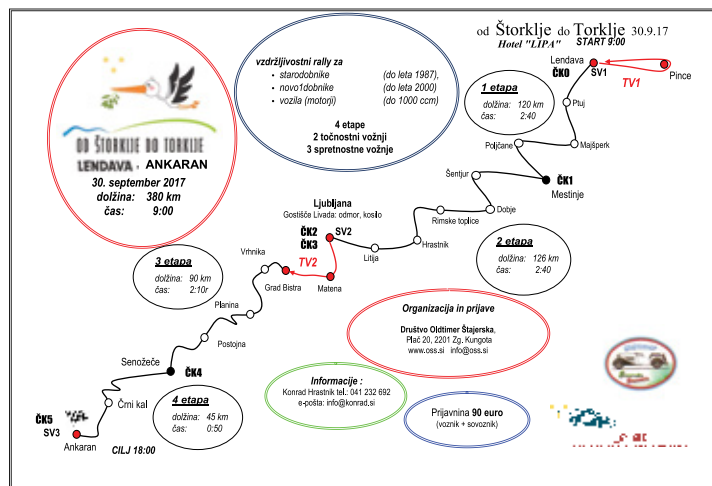 od Štorklje do Torklje 30.9.17
Hotel "LIPA" START 9:00
vzdržljivostni rally za
• starodobnike (do leta 1987),
• novo1dobnike (do leta 2000)
• vozila (motorji) (do 1000 ccm)
4 etape
2 točnostni vožnji
3 spretnostne vožnje
OD ŠTORKLJE DO TORKLJE
LENDAVA - ANKARAN
30. september 2017
dolžina: 380 km
čas: 9:00
Lendava
ČK0
SV1
TV1
Pince
1 etapa
dolžina: 120 km
čas: 2:40
Ptuj
Majšperk
Poljčane
ČK1
Mestinje
Šentjur
Dobje
Rimske toplice
Hrastnik
Litija
2 etapa
dolžina: 126 km
čas: 2:40
Ljubljana
Gostišče Livada: odmor, kosilo
ČK2
ČK3
SV2
TV2
Matena
Grad Bistra
Vrhnika
3 etapa
dolžina: 90 km
čas: 2:10r
Planina
Postojna
Senožeče
ČK4
4 etapa
dolžina: 45 km
čas: 0:50
Črni kal
ČK5
SV3
Ankaran
CILJ 18:00
Organizacija in prijave
Društvo Oldtimer Štajerska,
Plač 20, 2201 Zg. Kungota
www.oss.si info@oss.si
Informacije :
Konrad Hrastnik tel.: 041 232 692
e-pošta: info@konrad.si
Prijavnina 90 euro
(voznik + sovoznik)